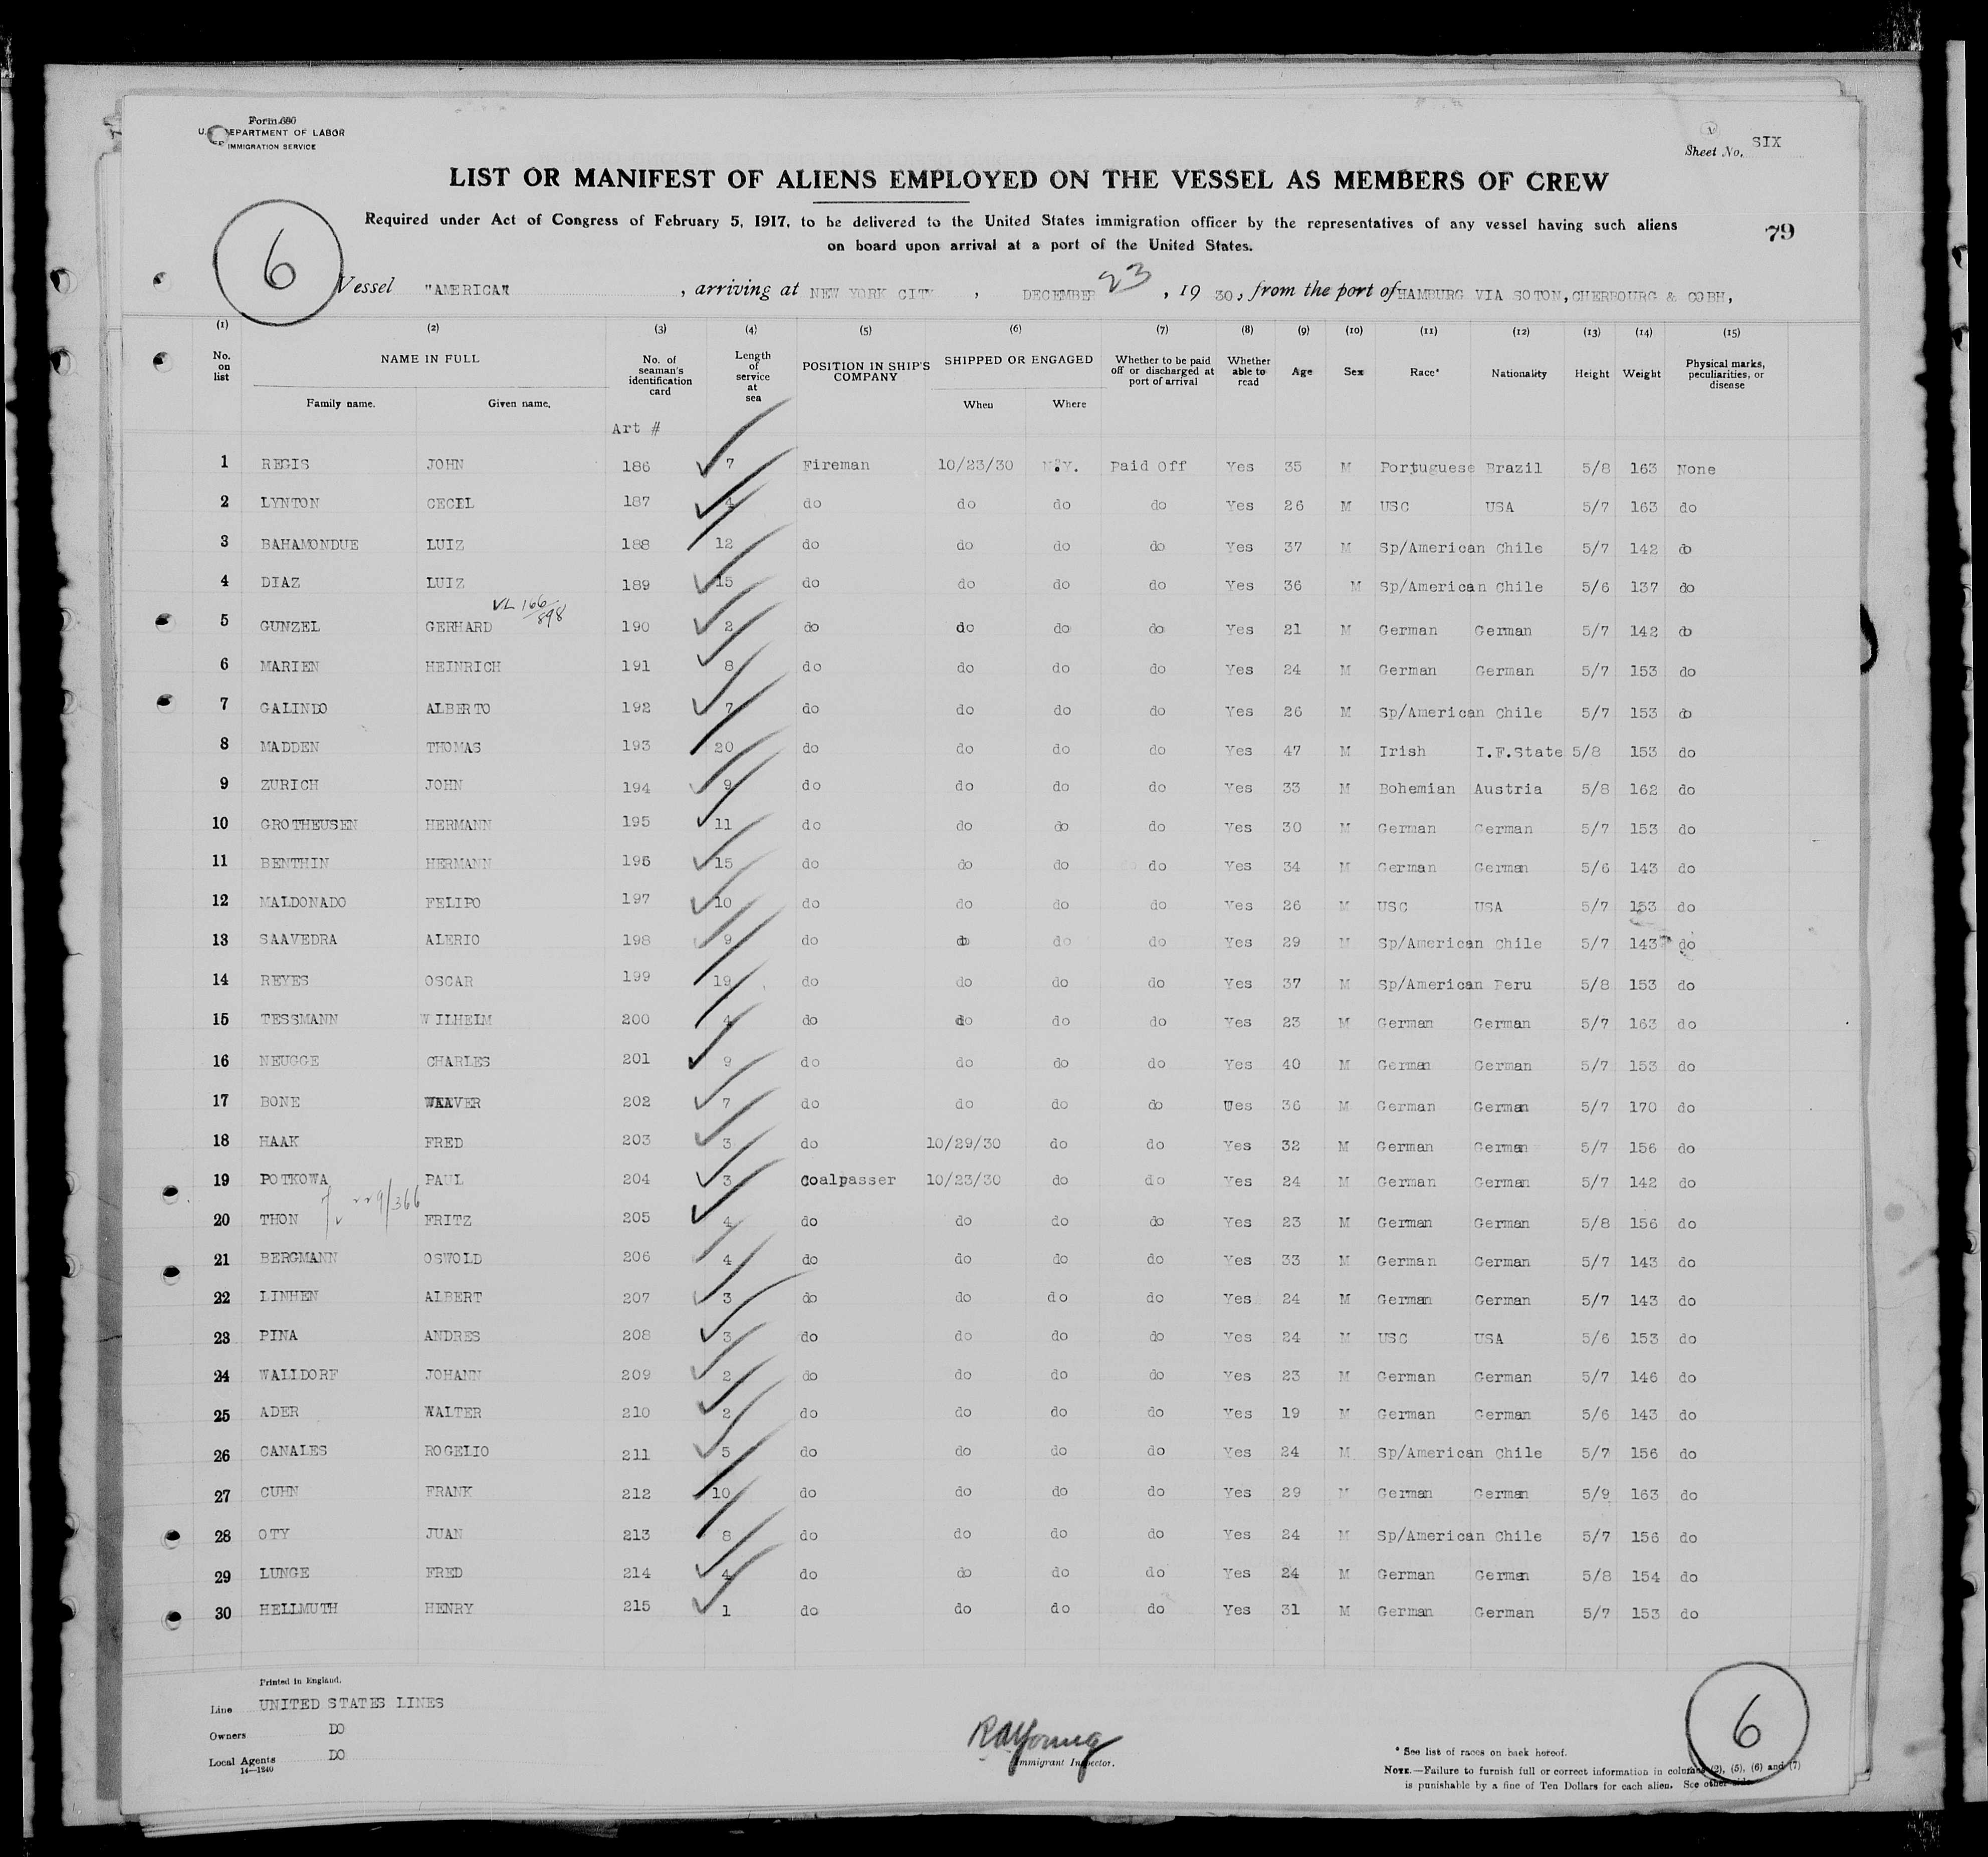 Form 680
U.S. DEPARTMENT OF LABOR
IMMIGRATION SERVICE
Sheet No. SIX
LIST OR MANIFEST OF ALIENS EMPLOYED ON THE VESSEL AS MEMBERS OF CREW
Required under Act of Congress of February 5, 1917, to be delivered to the United States immigration officer by the representatives of any vessel having such aliens
on board upon arrival at a port of the United States.
79
6
Vessel "AMERICA" , arriving at NEW YORK CITY , DECEMBER 23 , 19 30, from the port of HAMBURG VIA SOTON, CHERBOURG & COBH,
(1) (2) (3) (4) (5) (6) (7) (8) (9) (10) (11) (12) (13) (14) (15)
No. on list NAME IN FULL Family name. Given name. No. of seaman's identification card Length of service at sea POSITION IN SHIP'S COMPANY SHIPPED OR ENGAGED When Where Whether to be paid off or discharged at port of arrival Whether able to read Age Sex Race* Nationality Height Weight Physical marks, peculiarities, or disease
Art #
1 REGIS JOHN 186 7 Fireman 10/23/30 N.Y. Paid Off Yes 35 M Portuguese Brazil 5/8 163 None
2 LYNTON CECIL 187 4 do do do do Yes 26 M USC USA 5/7 163 do
3 BAHAMONDUE LUIZ 188 12 do do do do Yes 37 M Sp/American Chile 5/7 142 do
4 DIAZ LUIZ 189 15 do do do do Yes 36 M Sp/American Chile 5/6 137 do
VL 166/898
5 GUNZEL GERHARD 190 2 do do do do Yes 21 M German German 5/7 142 do
6 MARIEN HEINRICH 191 8 do do do do Yes 24 M German German 5/7 153 do
7 GALINDO ALBERTO 192 7 do do do do Yes 26 M Sp/American Chile 5/7 153 do
8 MADDEN THOMAS 193 20 do do do do Yes 47 M Irish I.F.State 5/8 153 do
9 ZURICH JOHN 194 9 do do do do Yes 33 M Bohemian Austria 5/8 162 do
10 GROTHEUSEN HERMANN 195 11 do do do do Yes 30 M German German 5/7 153 do
11 BENTHIN HERMANN 196 15 do do do do Yes 34 M German German 5/6 143 do
12 MALDONADO FELIPO 197 10 do do do do Yes 26 M USC USA 5/7 153 do
13 SAAVEDRA ALERIO 198 9 do do do do Yes 29 M Sp/American Chile 5/7 143 do
14 REYES OSCAR 199 19 do do do do Yes 37 M Sp/American Peru 5/8 153 do
15 TESSMANN WILHELM 200 4 do do do do Yes 23 M German German 5/7 163 do
16 NEUGGE CHARLES 201 9 do do do do Yes 40 M German German 5/7 153 do
17 BONE WEAVER 202 7 do do do do Ues 36 M German German 5/7 170 do
18 HAAK FRED 203 3 do 10/29/30 do do Yes 32 M German German 5/7 156 do
19 POTKOWA PAUL 204 3 Coalpasser 10/23/30 do do Yes 24 M German German 5/7 142 do
20 THON FRITZ 205 4 do do do do Yes 23 M German German 5/8 156 do
21 BERGMANN OSWOLD 206 4 do do do do Yes 33 M German German 5/7 143 do
22 LINHEN ALBERT 207 3 do do do do Yes 24 M German German 5/7 143 do
23 PINA ANDRES 208 3 do do do do Yes 24 M USC USA 5/6 153 do
24 WALLDORF JOHANN 209 2 do do do do Yes 23 M German German 5/7 146 do
25 ADER WALTER 210 2 do do do do Yes 19 M German German 5/6 143 do
26 CANALES ROGELIO 211 5 do do do do Yes 24 M Sp/American Chile 5/7 156 do
27 CUHN FRANK 212 10 do do do do Yes 29 M German German 5/9 163 do
28 OTY JUAN 213 8 do do do do Yes 24 M Sp/American Chile 5/7 156 do
29 LUNGE FRED 214 4 do do do do Yes 24 M German German 5/8 154 do
30 HELLMUTH HENRY 215 1 do do do do Yes 31 M German German 5/7 153 do
Printed in England.
Line UNITED STATES LINES
Owners DO
Local Agents DO
14—1240
RAYoung
Immigrant Inspector.
6
* See list of races on back hereof.
NOTE.—Failure to furnish full or correct information in columns (2), (5), (6) and (7)
is punishable by a fine of Ten Dollars for each alien. See other side.